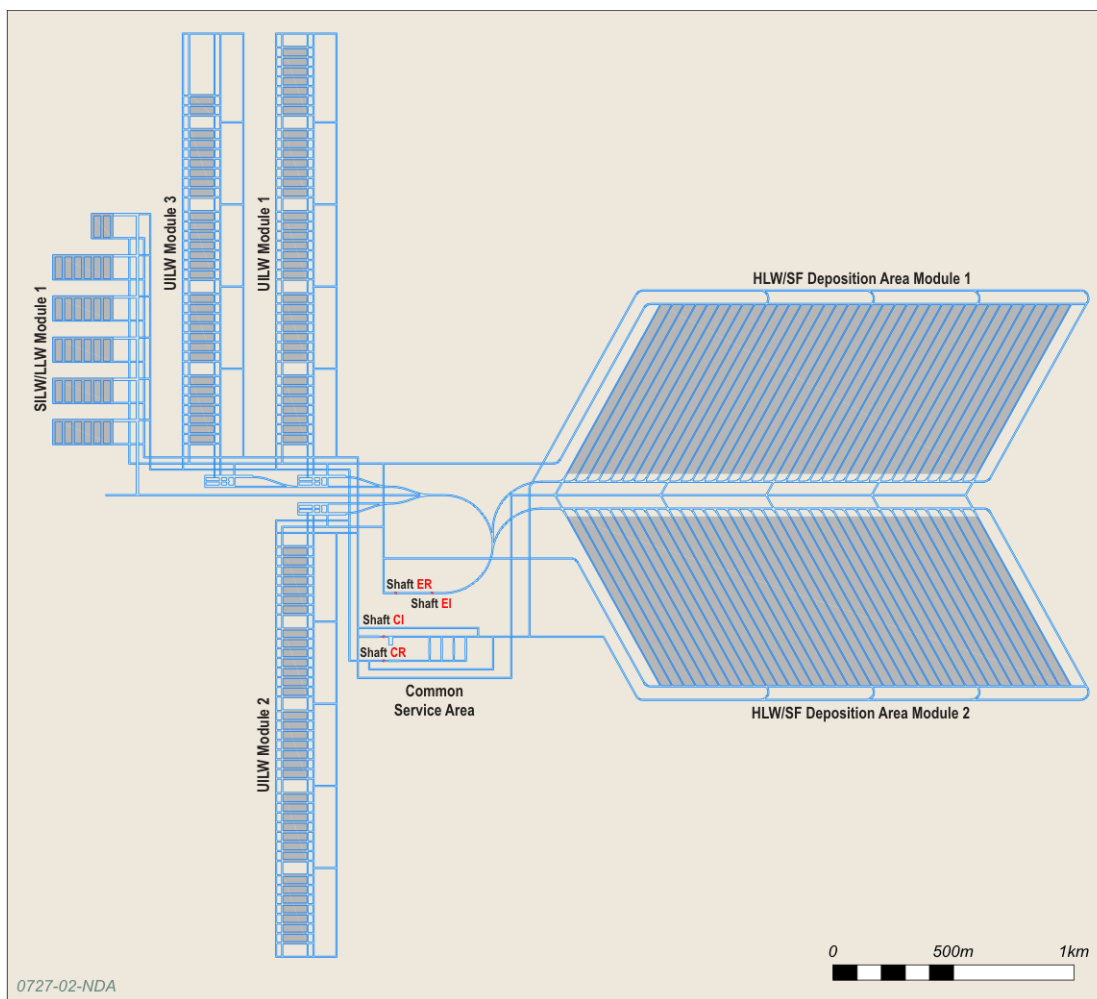 UILW Module 3
UILW Module 1
SILW/LLW Module 1
HLW/SF Deposition Area Module 1
Shaft ER
Shaft EI
Shaft CI
Shaft CR
Common
Service Area
HLW/SF Deposition Area Module 2
UILW Module 2
0 500m 1km
0727-02-NDA